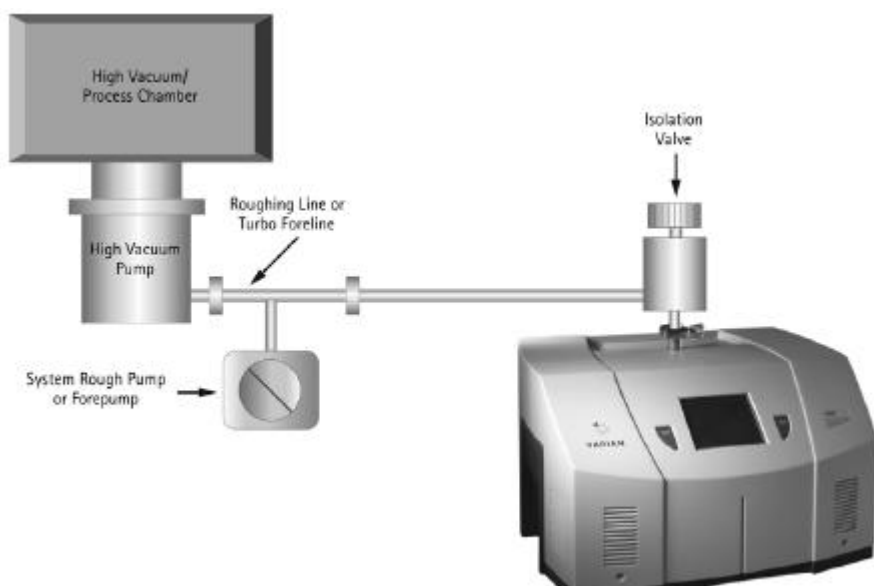 High Vacuum/
Process Chamber
Isolation
Valve
Roughing Line or
Turbo Foreline
High Vacuum
Pump
System Rough Pump
or Forepump
VARIAN